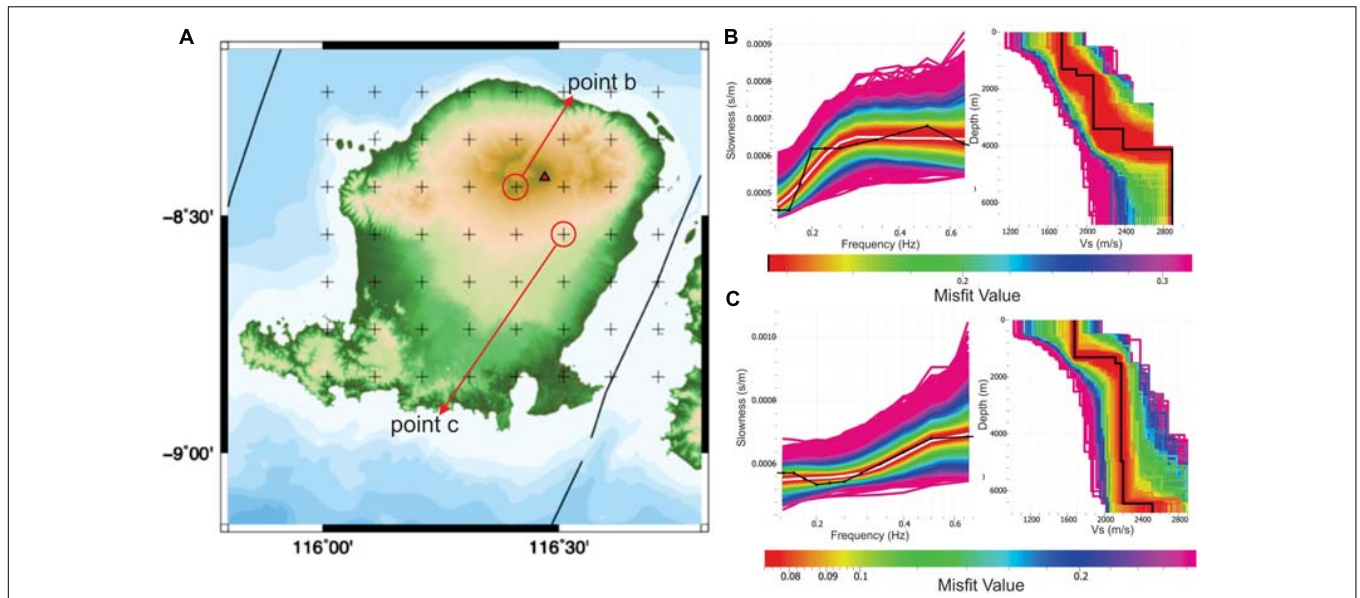 A
point b
point c
-8°30'
-9°00'
116°00'
116°30'
B
0.0009
0.0008
0.0007
0.0006
0.0005
Slowness (s/m)
0.2
0.4
0.6
Frequency (Hz)
0
2000
4000
6000
Depth (m)
1200 1600 2000 2400 2800
Vs (m/s)
0.2
0.3
Misfit Value
C
0.0010
0.0008
0.0006
Slowness (s/m)
0.2
0.4
0.6
Frequency (Hz)
0
2000
4000
6000
Depth (m)
1200 1600 2000 2400 2800
Vs (m/s)
0.08 0.09 0.1 0.2
Misfit Value